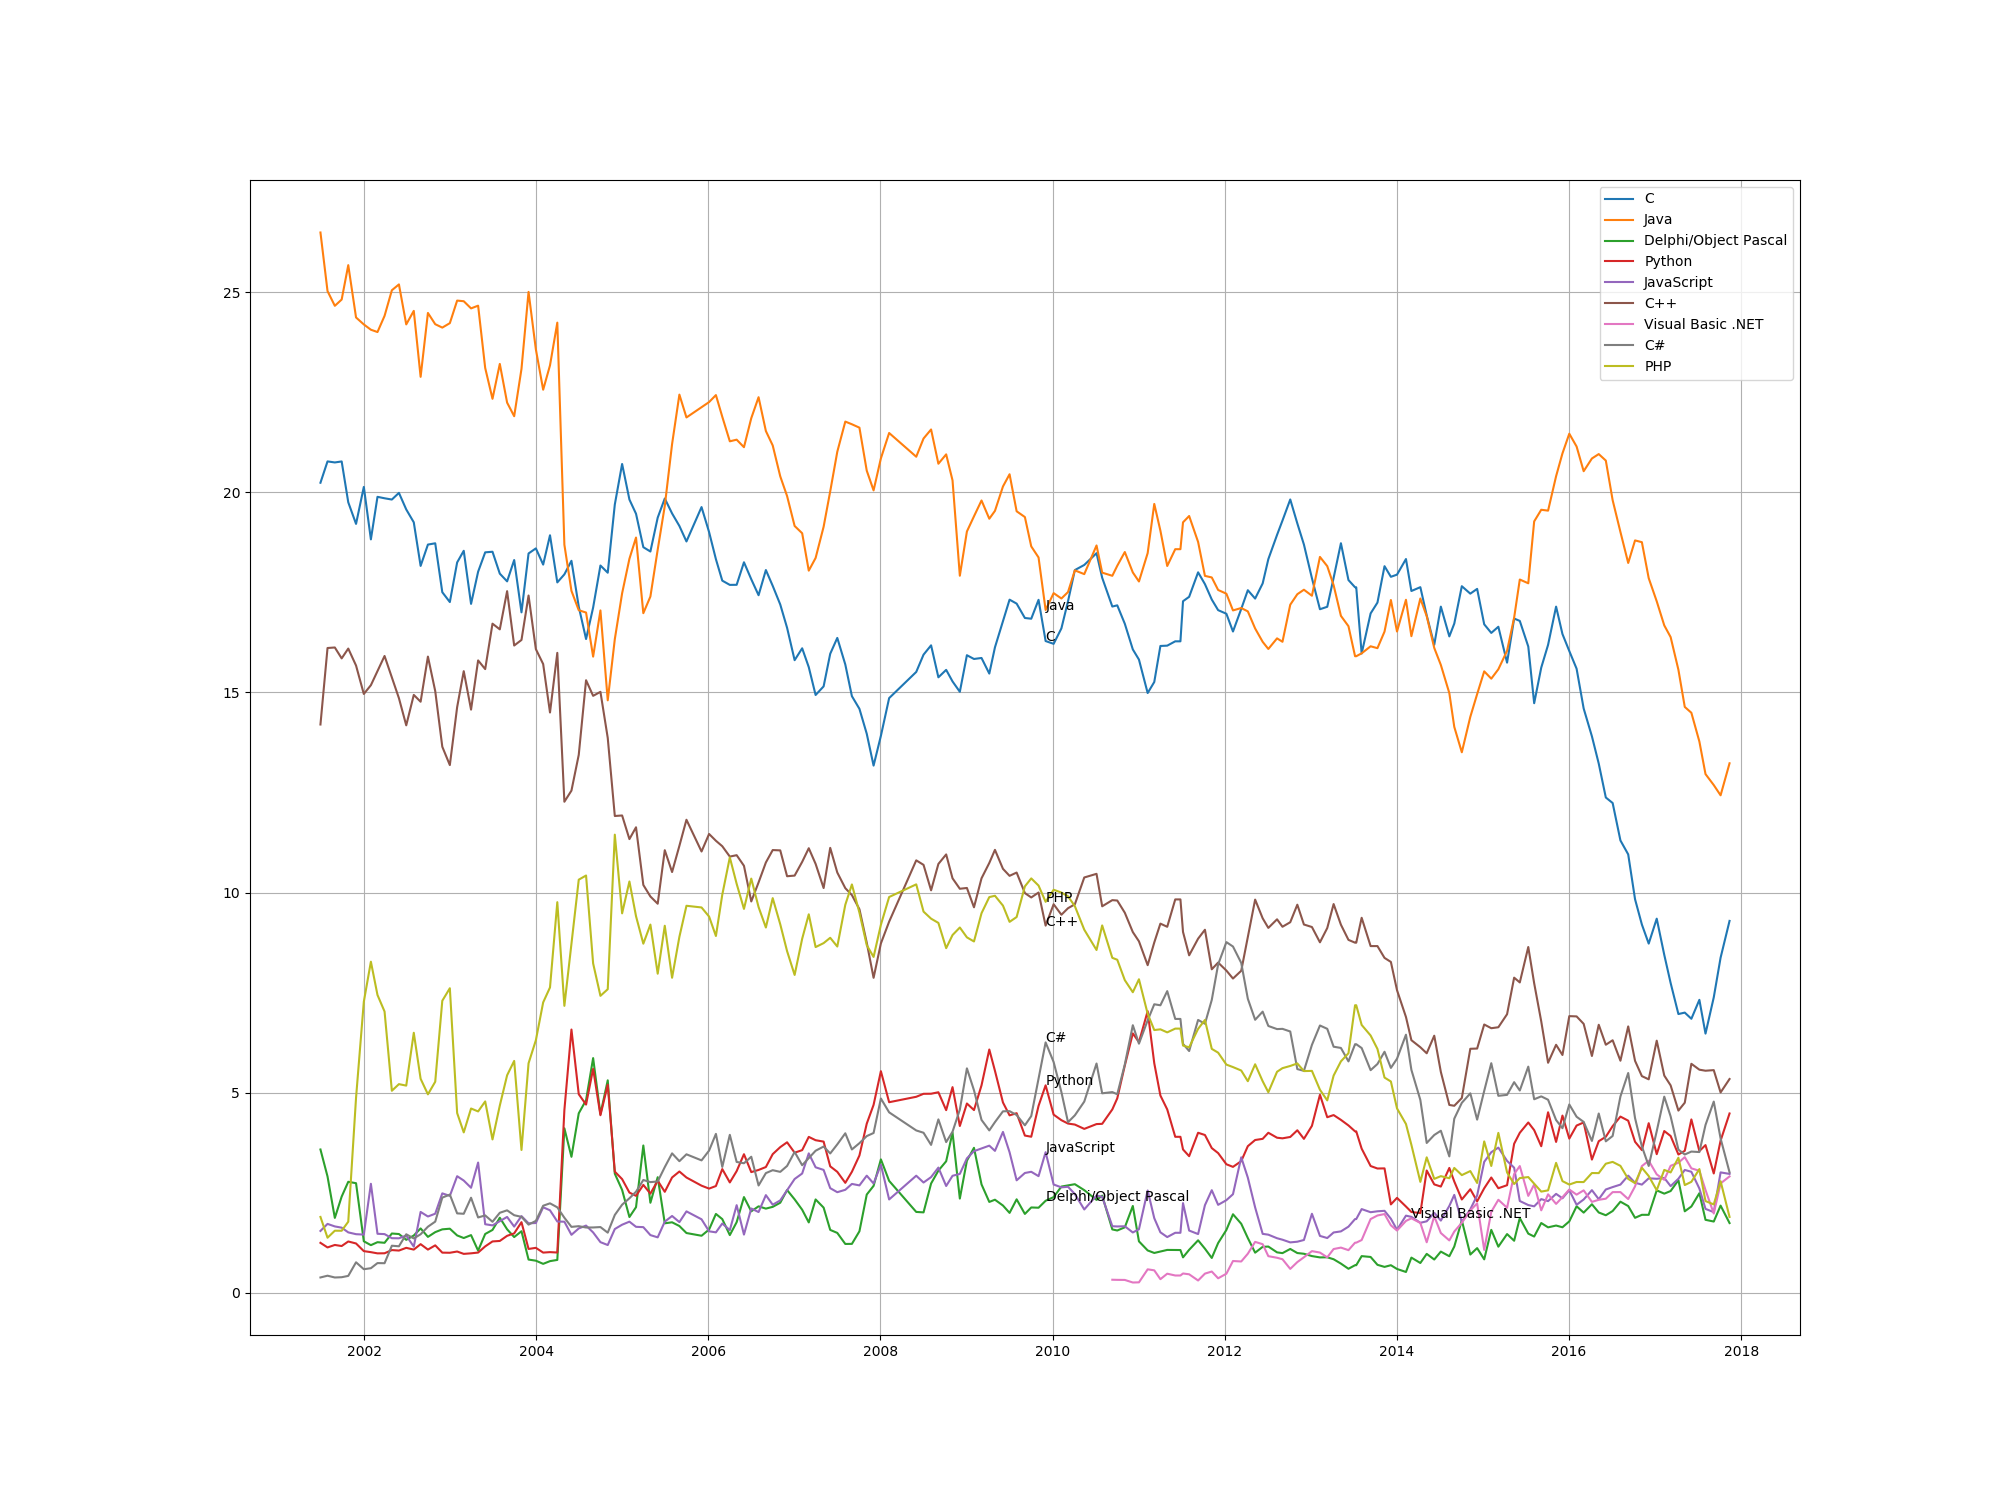 C
Java
Delphi/Object Pascal
Python
JavaScript
C++
Visual Basic .NET
C#
PHP
25
20
15
10
5
0
Java
C
PHP
C++
C#
Python
JavaScript
Delphi/Object Pascal
Visual Basic .NET
2002 2004 2006 2008 2010 2012 2014 2016 2018